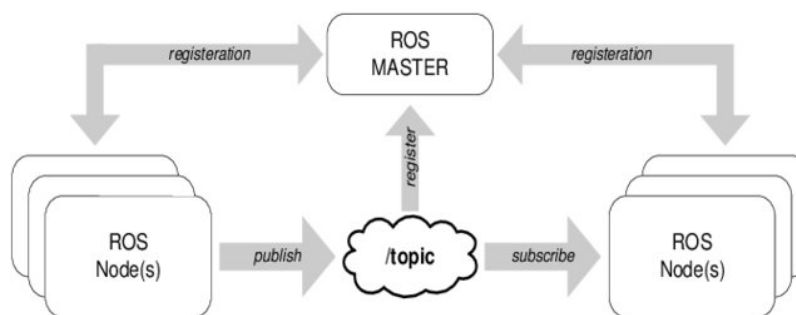 ROS
MASTER
registeration
registeration
register
ROS
Node(s)
publish
/topic
subscribe
ROS
Node(s)